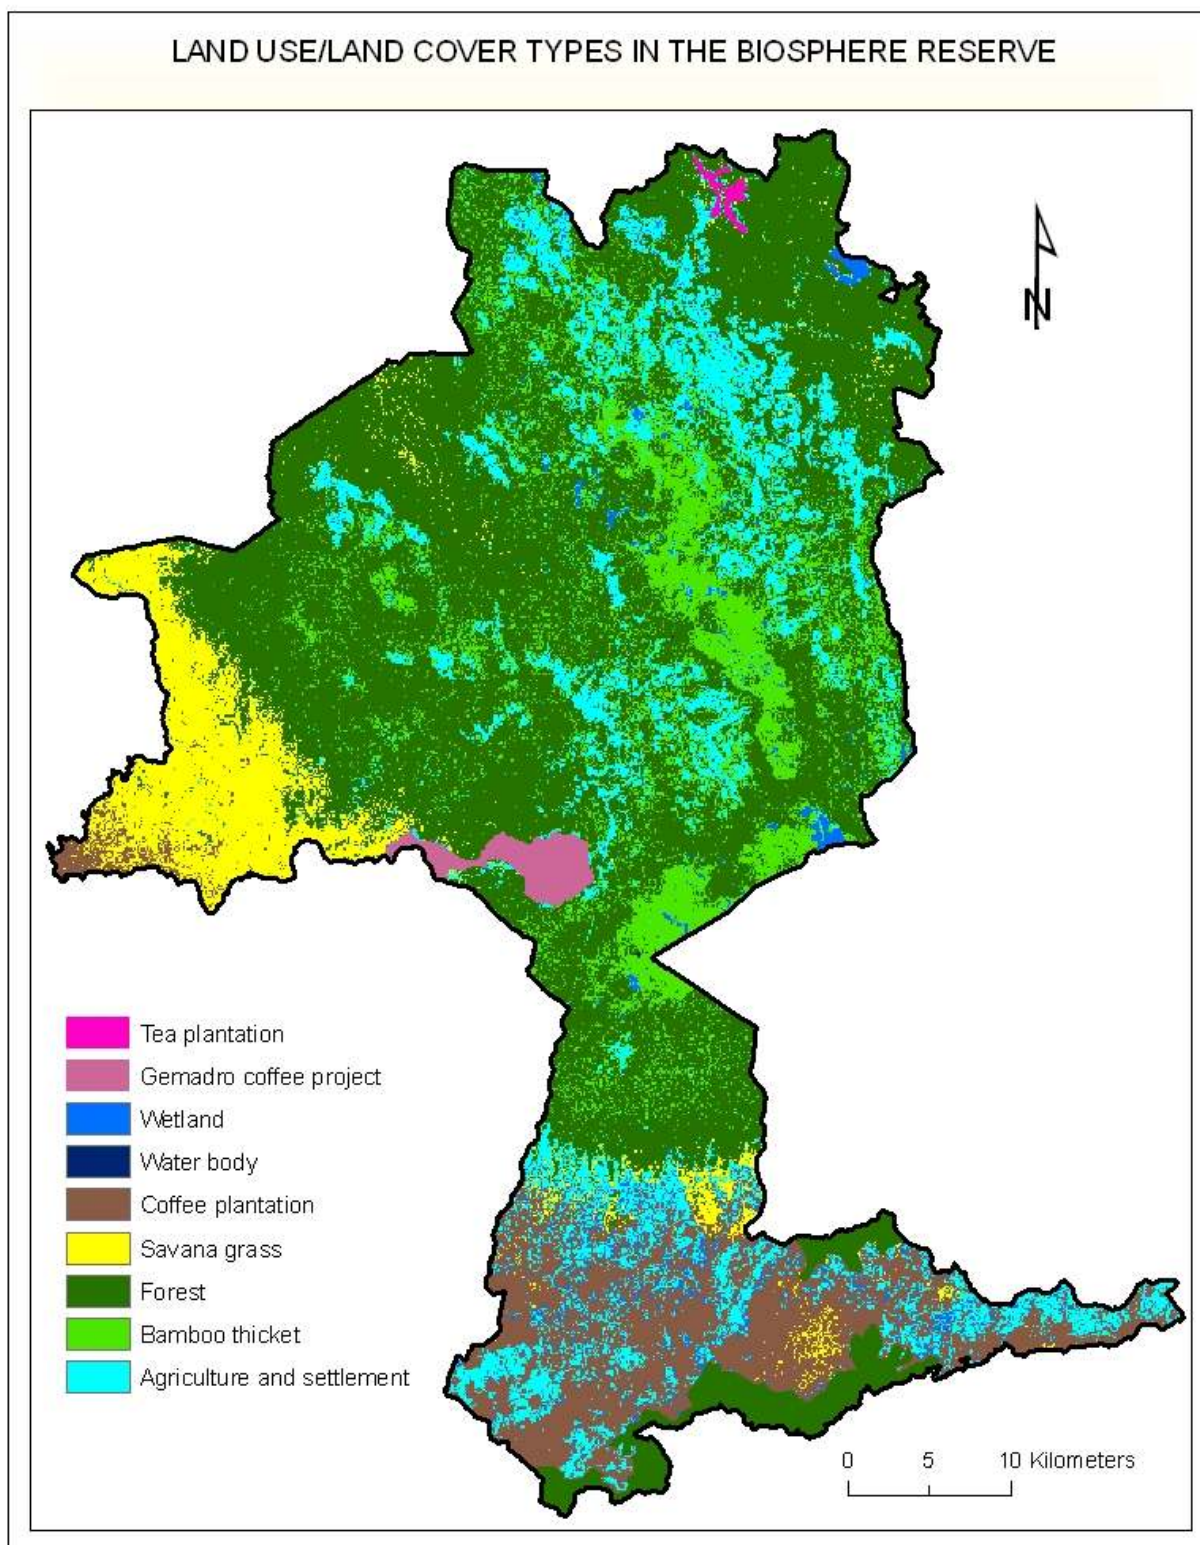 LAND USE/LAND COVER TYPES IN THE BIOSPHERE RESERVE
N
Tea plantation
Gemadro coffee project
Wetland
Water body
Coffee plantation
Savana grass
Forest
Bamboo thicket
Agriculture and settlement
0 5 10 Kilometers